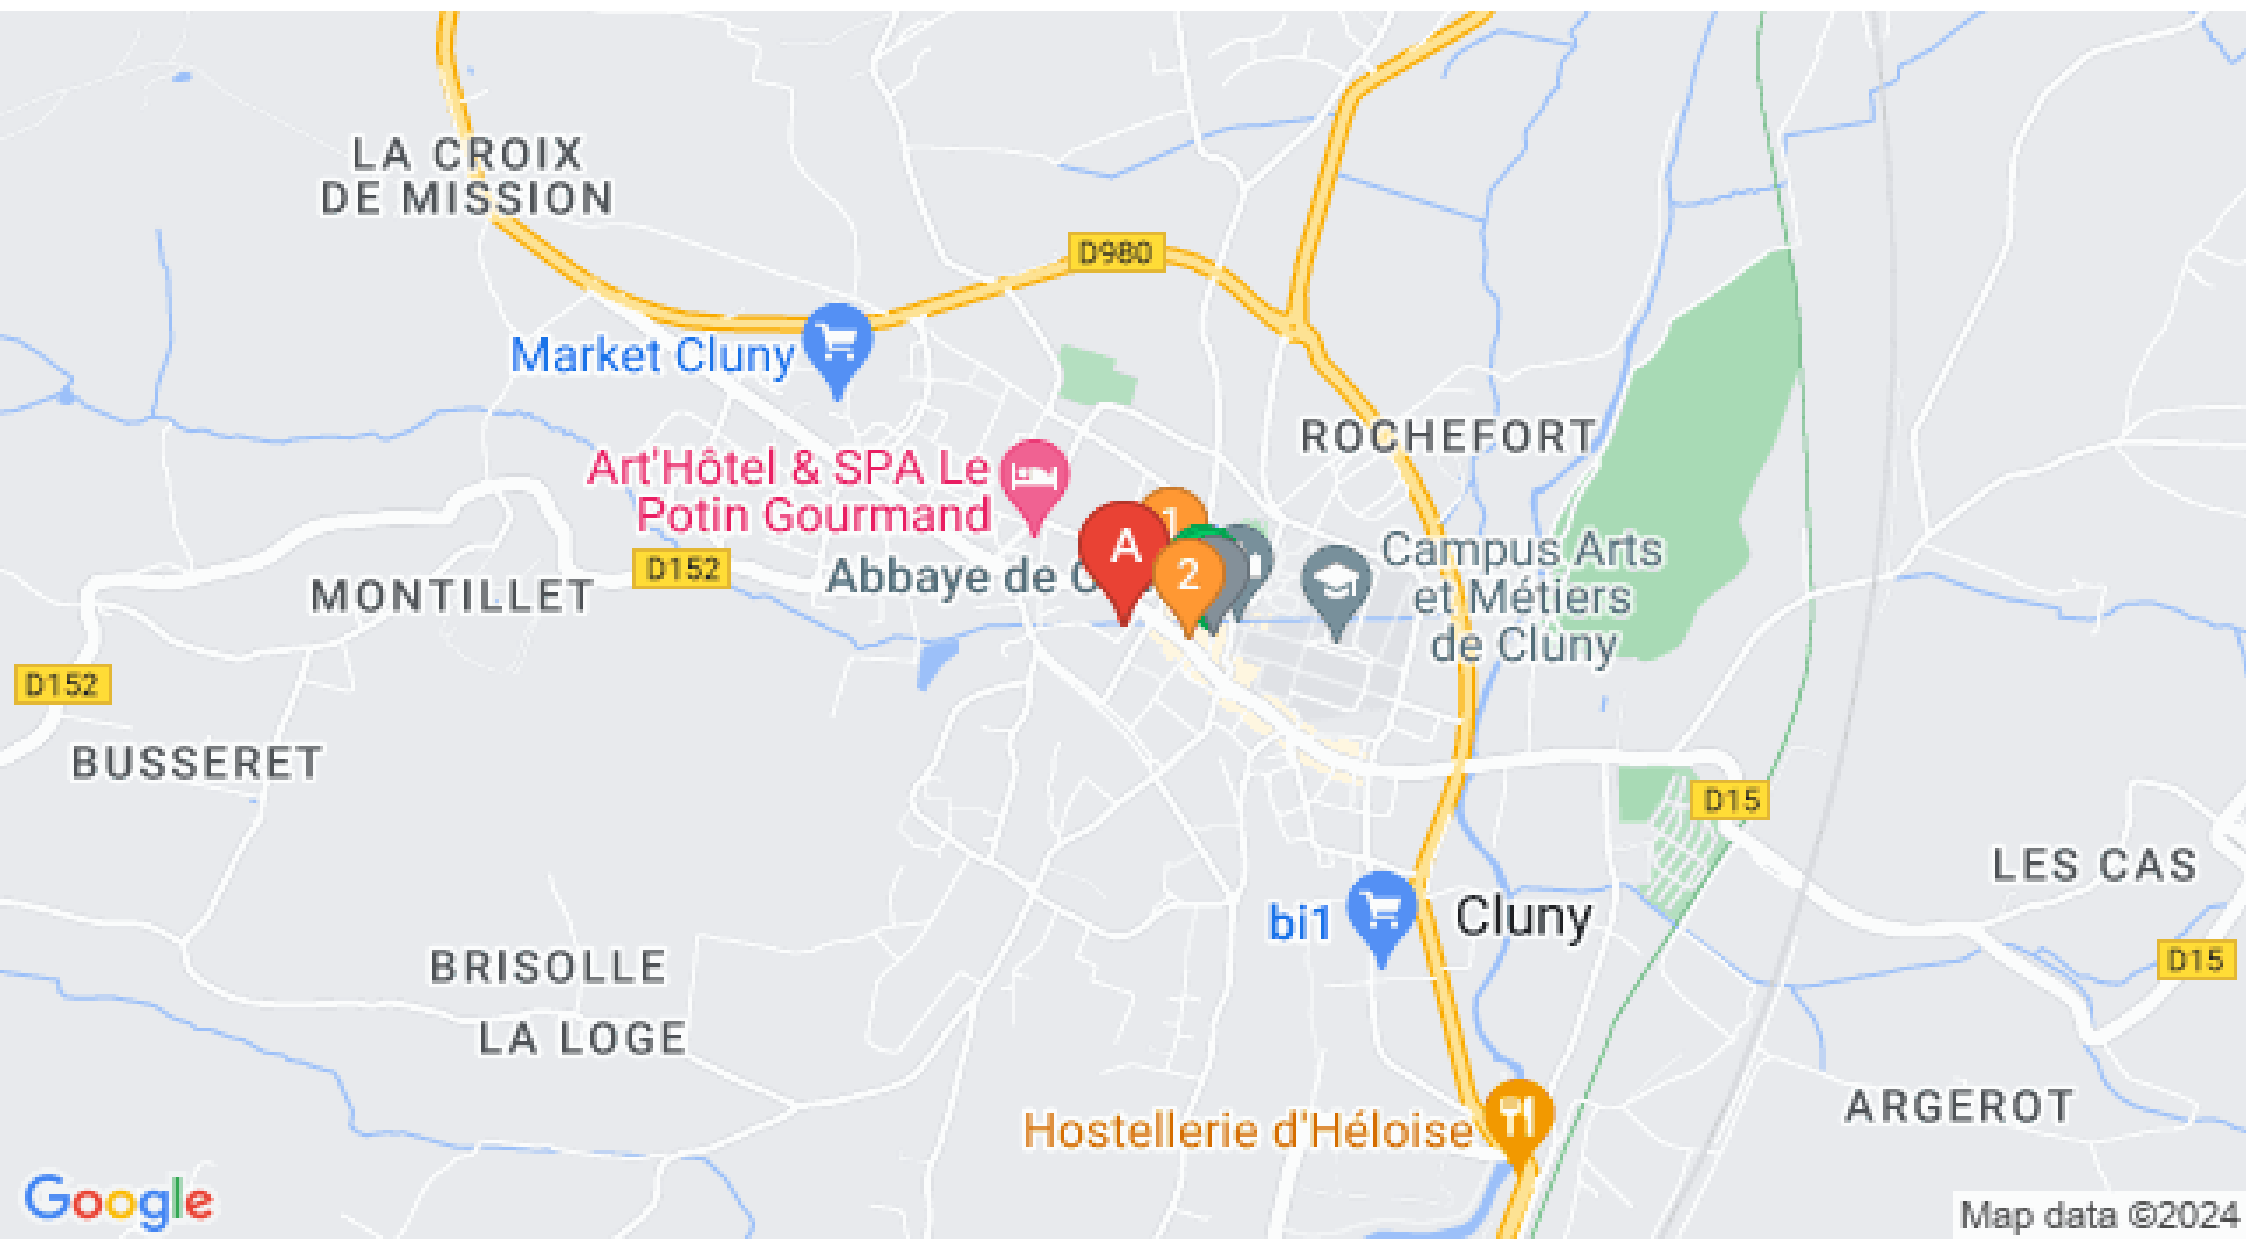 LA CROIX
DE MISSION
D980
Market Cluny
ROCHEFORT
Art'Hôtel & SPA Le
Potin Gourmand
1
A
2
Abbaye de
Campus Arts
et Métiers
de Cluny
D152
MONTILLET
D152
BUSSERET
D15
LES CAS
bi1
Cluny
D15
BRISOLLE
LA LOGE
ARGEROT
Hostellerie d'Héloise
Google
Map data ©2024